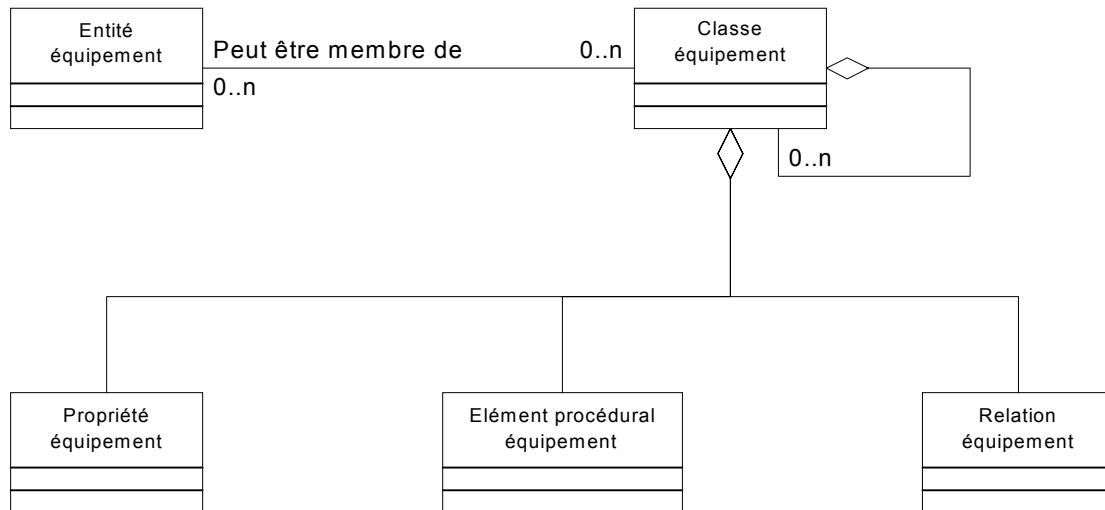 Entité
équipement
Classe
équipement
Peut être membre de
0..n
0..n
0..n
Propriété
équipement
Elément procédural
équipement
Relation
équipement